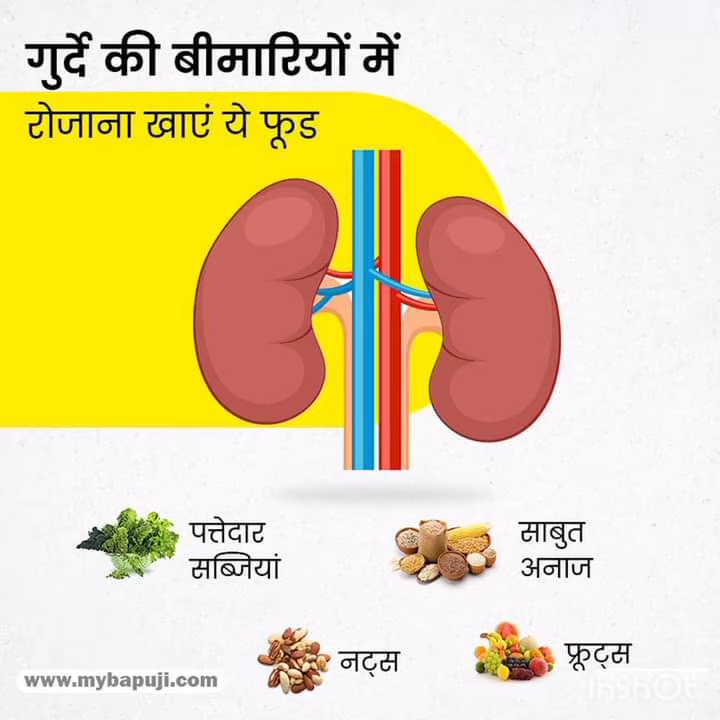 गुर्दे की बीमारियों में
रोजाना खाएं ये फूड
पत्तेदार
सब्जियां
साबुत
अनाज
नट्स
फ्रूट्स
www.mybapuji.com
INSHOT